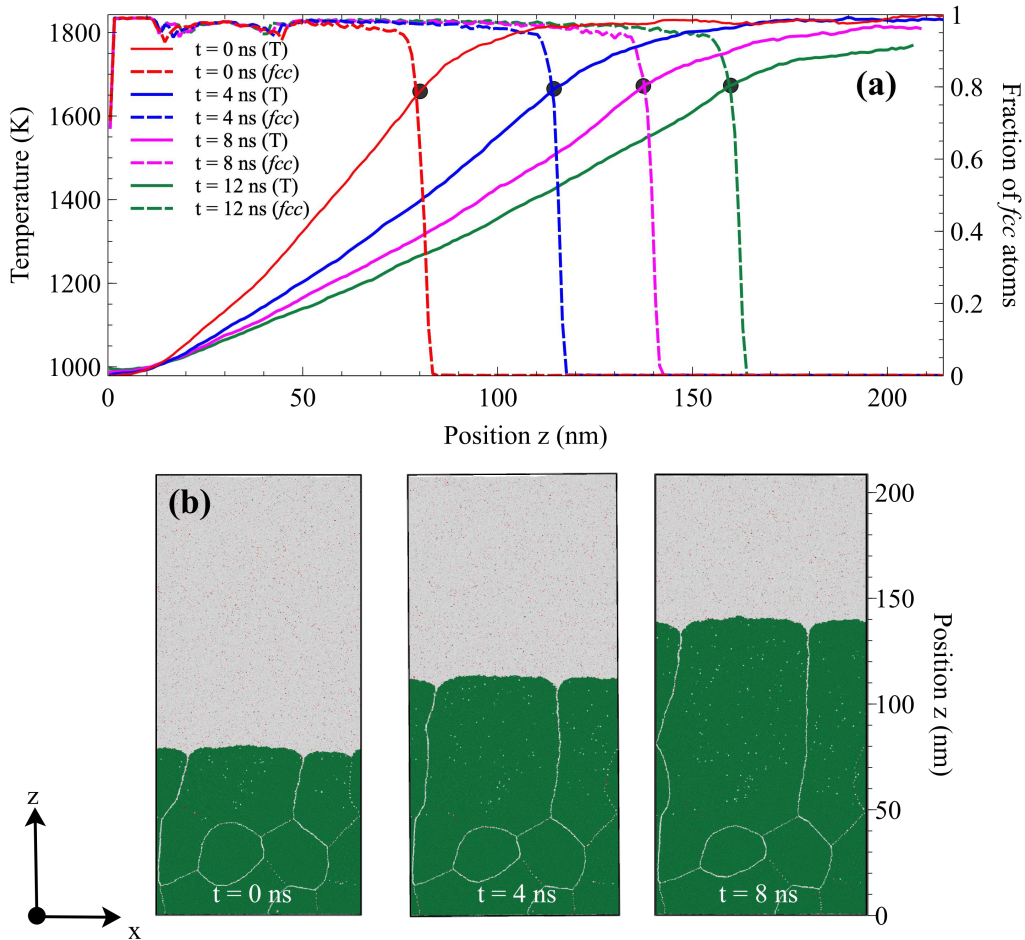 1800
1600
1400
1200
1000
Temperature (K)
t = 0 ns (T)
t = 0 ns (fcc)
t = 4 ns (T)
t = 4 ns (fcc)
t = 8 ns (T)
t = 8 ns (fcc)
t = 12 ns (T)
t = 12 ns (fcc)
(a)
1
0.8
0.6
0.4
0.2
0
Fraction of fcc atoms
0
50
100
150
200
Position z (nm)
(b)
t = 0 ns
t = 4 ns
t = 8 ns
200
150
100
50
0
Position z (nm)
z
x